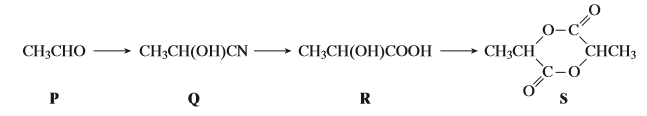 CH₃CHO → CH₃CH(OH)CN → CH₃CH(OH)COOH → CH₃CH O–C O CHCH₃ C–O O
P Q R S